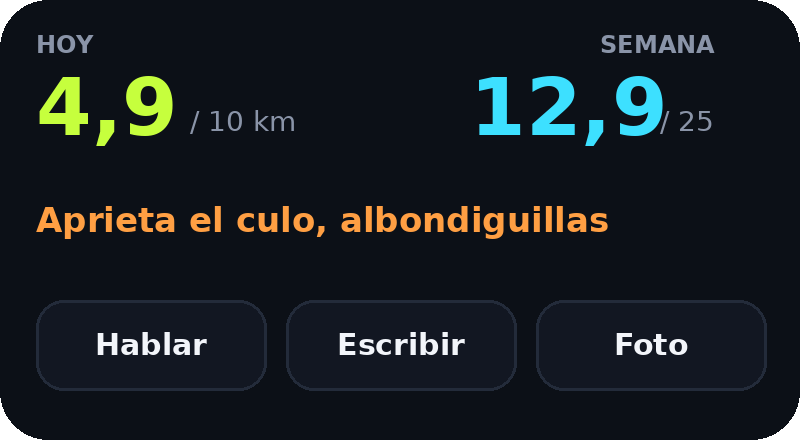 HOY
4,9 / 10 km
SEMANA
12,9 / 25
Aprieta el culo, albondiguillas
Hablar
Escribir
Foto